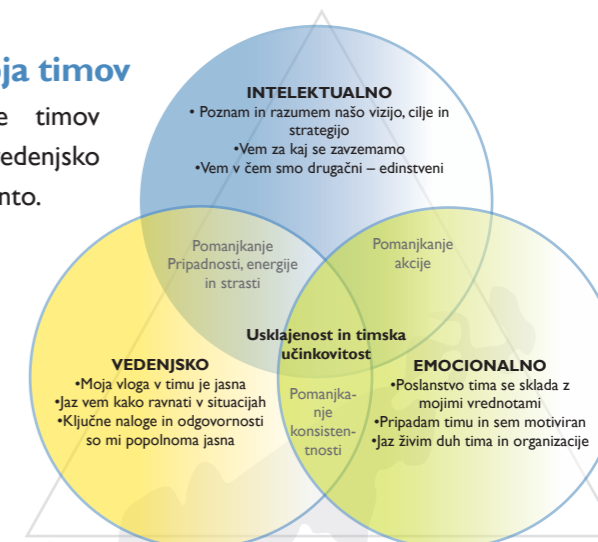 ja timov
e timov
edenjsko
nto.
INTELEKTUALNO
• Poznam in razumem našo vizijo, cilje in
strategijo
•Vem za kaj se zavzemamo
•Vem v čem smo drugačni – edinstveni
Pomanjkanje
Pripadnosti, energije
in strasti
Pomanjkanje
akcije
Usklajenost in timska
učinkovitost
VEDENJSKO
•Moja vloga v timu je jasna
•Jaz vem kako ravnati v situacijah
•Ključne naloge in odgovornosti
so mi popolnoma jasna
Pomanjka-
nje
konsisten-
tnosti
EMOCIONALNO
•Poslanstvo tima se sklada z
mojimi vrednotami
•Pripadam timu in sem motiviran
•Jaz živim duh tima in organizacije